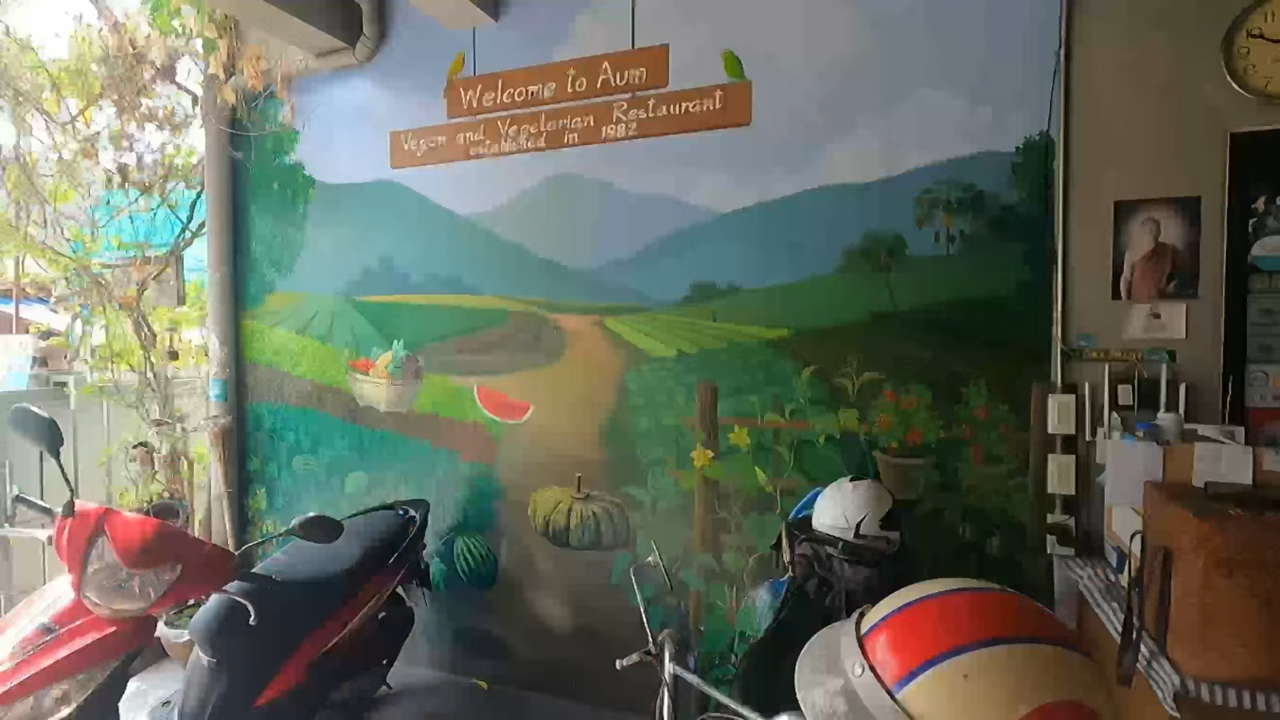 Welcome to Aum
Vegan and Vegetarian Restaurant
established in 1982